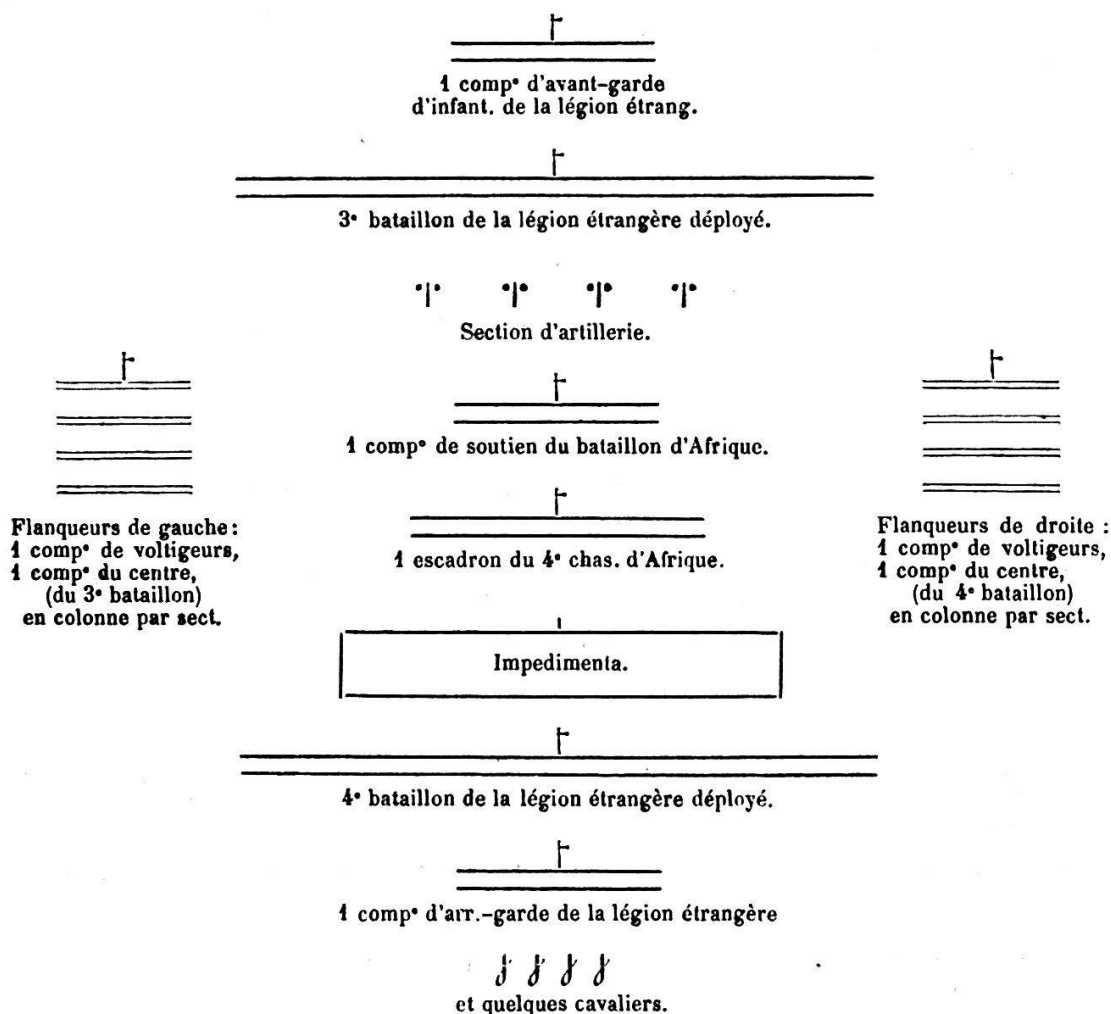 1 compe d'avant-garde
d'infant. de la légion étrang.
3e bataillon de la légion étrangère déployé.
Section d'artillerie.
1 compe de soutien du bataillon d'Afrique.
Flanqueurs de gauche:
1 compe de voltigeurs,
1 compe du centre,
(du 3e bataillon)
en colonne par sect.
1 escadron du 4e chas. d'Afrique.
Flanqueurs de droite :
1 compe de voltigeurs,
1 compe du centre,
(du 4e bataillon)
en colonne par sect.
Impedimenta.
4e bataillon de la légion étrangère déployé.
1 compe d'arr.-garde de la légion étrangère
et quelques cavaliers.